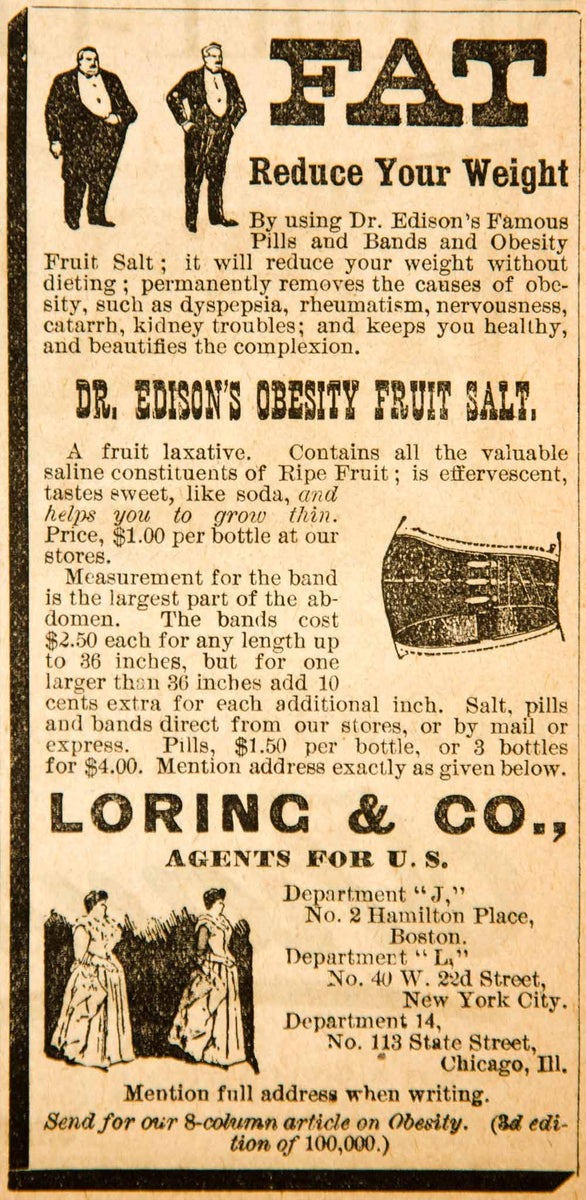 FAT
Reduce Your Weight
By using Dr. Edison's Famous
Pills and Bands and Obesity
Fruit Salt; it will reduce your weight without
dieting; permanently removes the causes of obe-
sity, such as dyspepsia, rheumatism, nervousness,
catarrh, kidney troubles; and keeps you healthy,
and beautifies the complexion.
DR. EDISON'S OBESITY FRUIT SALT.
A fruit laxative. Contains all the valuable
saline constituents of Ripe Fruit; is effervescent,
tastes sweet, like soda, and
helps you to grow thin.
Price, $1.00 per bottle at our
stores.
Measurement for the band
is the largest part of the ab-
domen. The bands cost
$2.50 each for any length up
to 36 inches, but for one
larger than 36 inches add 10
cents extra for each additional inch. Salt, pills
and bands direct from our stores, or by mail or
express. Pills, $1.50 per bottle, or 3 bottles
for $4.00. Mention address exactly as given below.
LORING & CO.,
AGENTS FOR U. S.
Department "J,"
No. 2 Hamilton Place,
Boston.
Department "L,"
No. 40 W. 22d Street,
New York City.
Department 14,
No. 113 State Street,
Chicago, Ill.
Mention full address when writing.
Send for our 8-column article on Obesity. (3d edi-
tion of 100,000.)